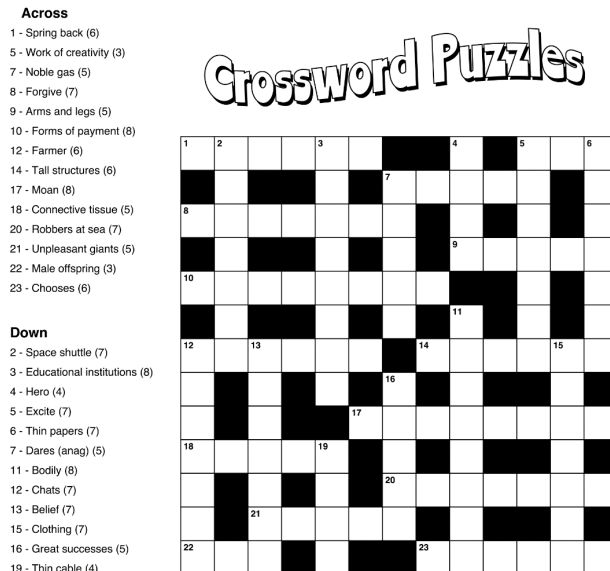 Across
1 - Spring back (6)
5 - Work of creativity (3)
7 - Noble gas (5)
8 - Forgive (7)
9 - Arms and legs (5)
10 - Forms of payment (8)
12 - Farmer (6)
14 - Tall structures (6)
17 - Moan (8)
18 - Connective tissue (5)
20 - Robbers at sea (7)
21 - Unpleasant giants (5)
22 - Male offspring (3)
23 - Chooses (6)
Down
2 - Space shuttle (7)
3 - Educational institutions (8)
4 - Hero (4)
5 - Excite (7)
6 - Thin papers (7)
7 - Dares (anag) (5)
11 - Bodily (8)
12 - Chats (7)
13 - Belief (7)
15 - Clothing (7)
16 - Great successes (5)
19 - Thin cable (4)
Crossword Puzzles
1 2 3 4 5 6
7
8
9
10
11
12 13 14 15
16
17
18 19
20
21
22 23